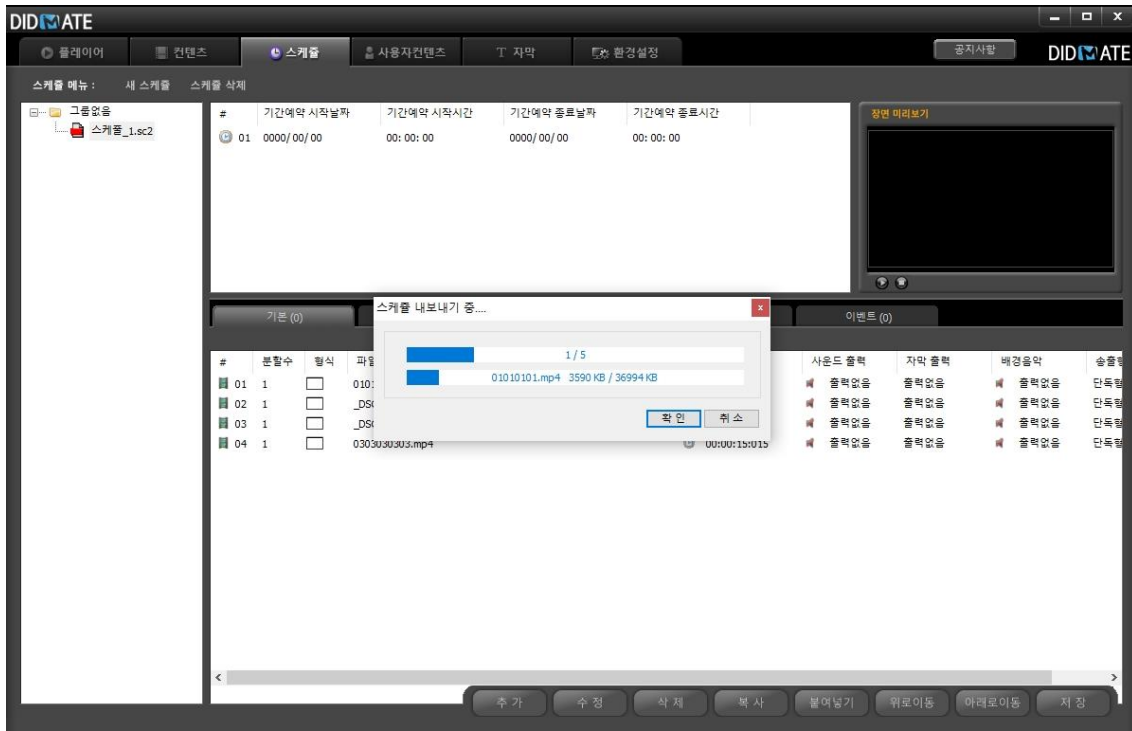 DIDMATE
플레이어 컨텐츠 스케쥴 사용자컨텐츠 T 자막 환경설정 공지사항 DIDMATE
스케쥴 메뉴 : 새 스케쥴 스케쥴 삭제
그룹없음
스케쥴_1.sc2
# 기간예약 시작날짜 기간예약 시작시간 기간예약 종료날짜 기간예약 종료시간
01 0000/ 00/ 00 00: 00: 00 0000/ 00/ 00 00: 00: 00
장면 미리보기
스케쥴 내보내기 중....
1 / 5
01010101.mp4 3590 KB / 36994 KB
확 인 취 소
기본 (0) 이벤트 (0)
# 분할수 형식 사운드 출력 자막 출력 배경음악
01 1 출력없음 출력없음 출력없음 단독형
02 1 _DS 출력없음 출력없음 출력없음 단독형
03 1 _DS 출력없음 출력없음 출력없음 단독형
04 1 0303030303.mp4 00:00:15:015 출력없음 출력없음 출력없음 단독형
추 가 수 정 삭 제 복 사 붙여넣기 위로이동 아래로이동 저 장